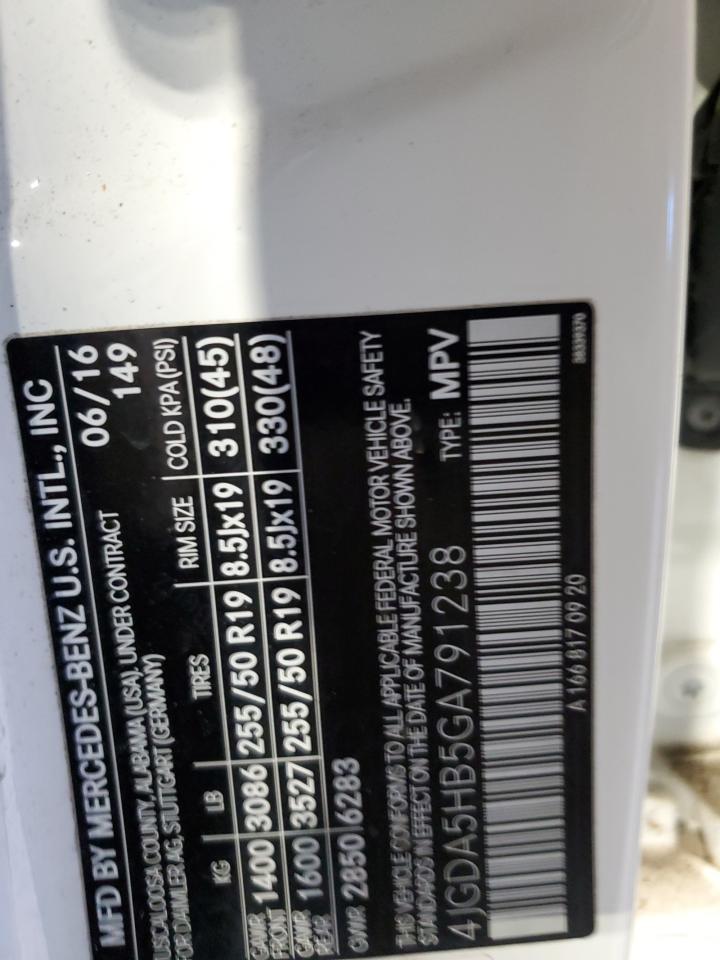 MFD BY MERCEDES-BENZ U.S. INTL., INC
06/16
TUSCALOOSA COUNTY, ALABAMA (USA), UNDER CONTRACT 149
FOR DAIMLER AG, STUTTGART (GERMANY)
KG LB TIRES RIM SIZE COLD KPA (PSI)
GAWR FRONT 1400 3086 255/50 R19 8.5Jx19 310(45)
GAWR REAR 1600 3527 255/50 R19 8.5Jx19 330(48)
GVWR 2850 6283
THIS VEHICLE CONFORMS TO ALL APPLICABLE FEDERAL MOTOR VEHICLE SAFETY
STANDARDS IN EFFECT ON THE DATE OF MANUFACTURE SHOWN ABOVE.
4JGDA5HB5GA791238 TYPE: MPV
A 166 817 09 20